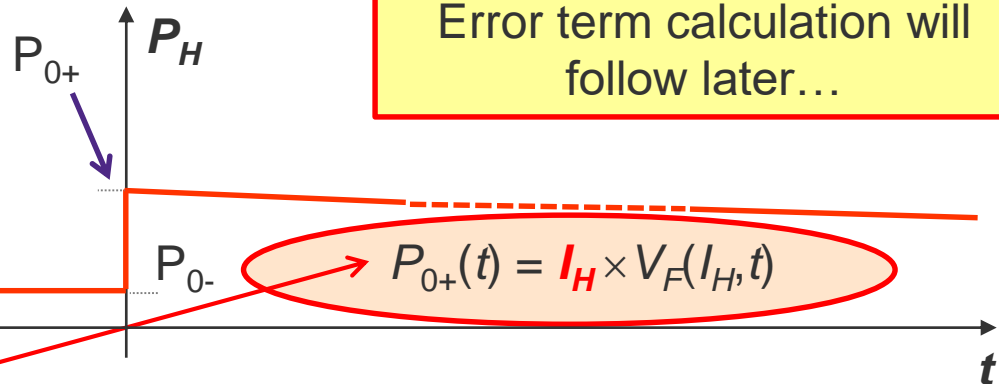 Error term calculation will
follow later…
P0+
PH
P0-
P0+(t) = IH × VF(IH,t)
t